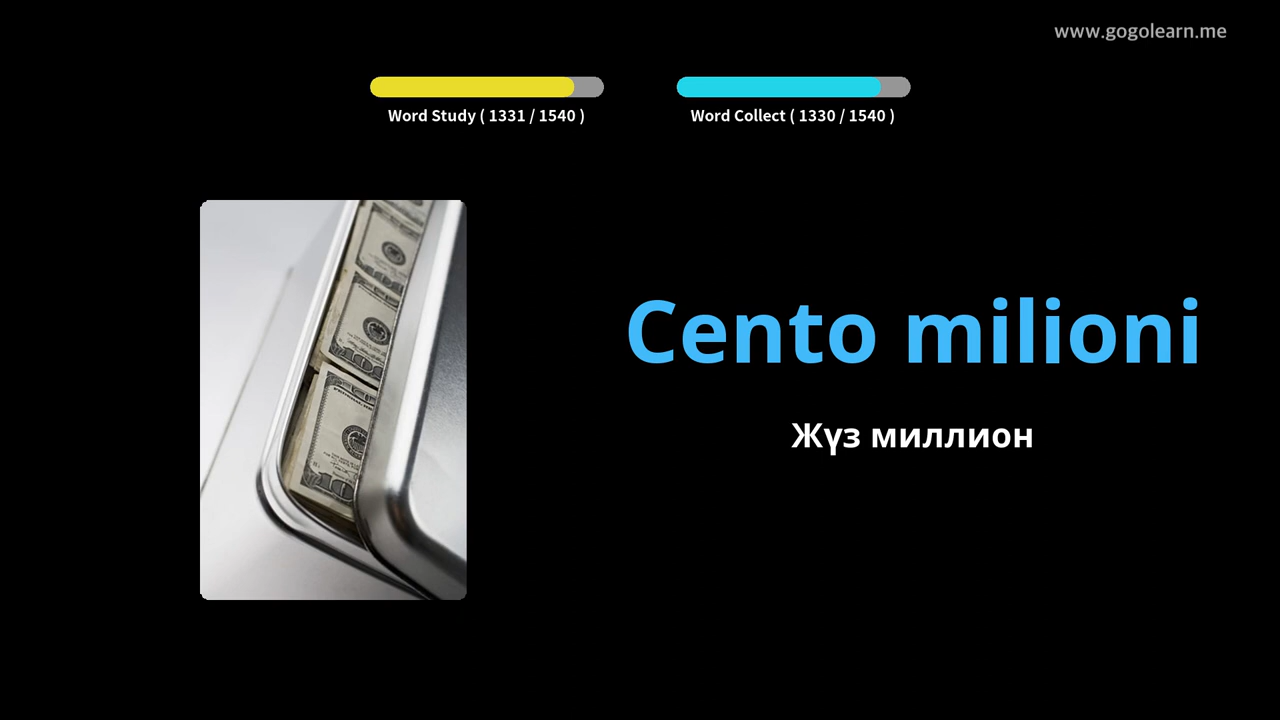 www.gogolearn.me
Word Study ( 1331 / 1540 )
Word Collect ( 1330 / 1540 )
Cento milioni
Жүз миллион